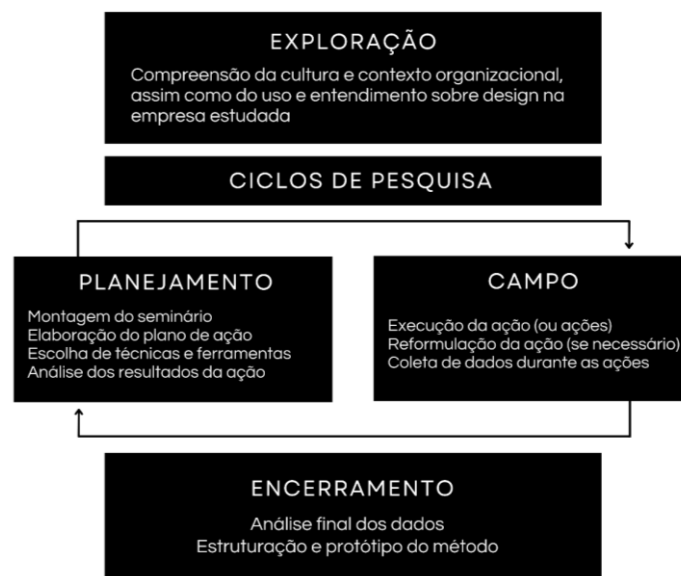 EXPLORAÇÃO
Compreensão da cultura e contexto organizacional,
assim como do uso e entendimento sobre design na
empresa estudada
CICLOS DE PESQUISA
PLANEJAMENTO
Montagem do seminário
Elaboração do plano de ação
Escolha de técnicas e ferramentas
Análise dos resultados da ação
CAMPO
Execução da ação (ou ações)
Reformulação da ação (se necessário)
Coleta de dados durante as ações
ENCERRAMENTO
Análise final dos dados
Estruturação e protótipo do método